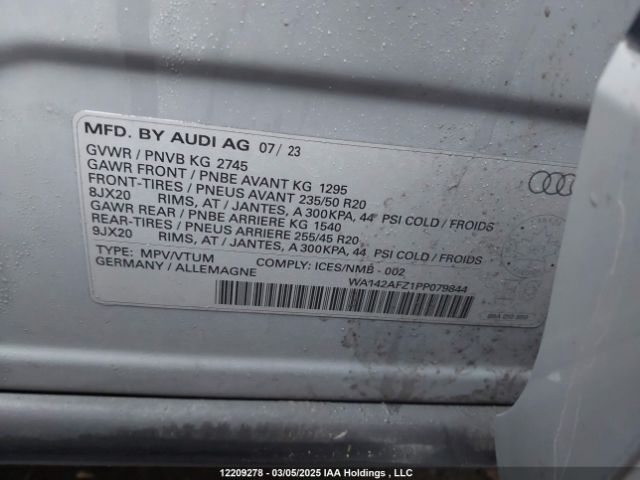 MFD. BY AUDI AG 07/ 23
GVWR / PNVB KG 2745
GAWR FRONT / PNBE AVANT KG 1295
FRONT-TIRES / PNEUS AVANT 235/50 R20
8JX20 RIMS, AT / JANTES, A 300KPA, 44 PSI COLD / FROIDS
GAWR REAR / PNBE ARRIERE KG 1540
REAR-TIRES / PNEUS ARRIERE 255/45 R20
9JX20 RIMS, AT / JANTES, A 300KPA, 44 PSI COLD / FROIDS
TYPE: MPV/VTUM COMPLY: ICES/NMB - 002
GERMANY / ALLEMAGNE WA142AFZ1PP079844
12209278 - 03/05/2025 IAA Holdings , LLC